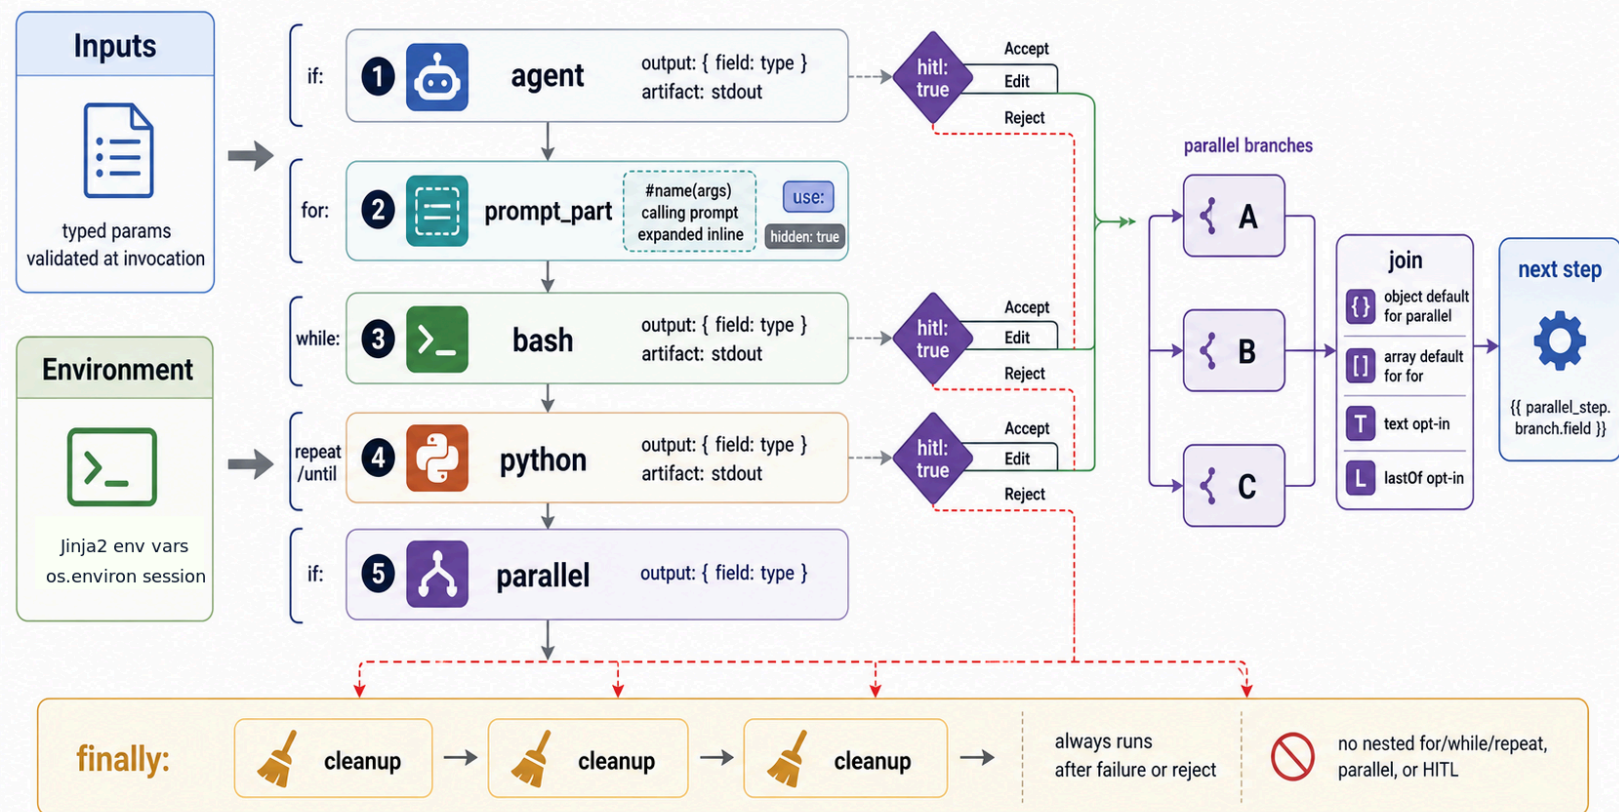 Inputs
typed params
validated at invocation
Environment
>_
Jinja2 env vars
os.environ session
if:
1
agent
output: { field: type }
artifact: stdout
hitl:
true
Accept
Edit
Reject
for:
2
prompt_part
#name(args)
calling prompt
expanded inline
use:
hidden: true
while:
3
>_
bash
output: { field: type }
artifact: stdout
hitl:
true
Accept
Edit
Reject
repeat
/until
4
python
output: { field: type }
artifact: stdout
hitl:
true
Accept
Edit
Reject
if:
5
parallel
output: { field: type }
parallel branches
A
B
C
join
{ }
object default
for parallel
[ ]
array default
for for
T
text opt-in
L
lastOf opt-in
next step
{{ parallel_step.
branch.field }}
finally:
cleanup
cleanup
cleanup
always runs
after failure or reject
no nested for/while/repeat,
parallel, or HITL